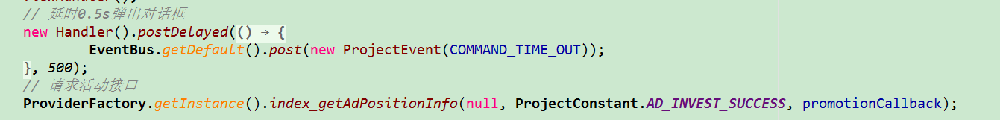 // 延时0.5s弹出对话框
new Handler().postDelayed(() → {
EventBus.getDefault().post(new ProjectEvent(COMMAND_TIME_OUT));
}, 500);
// 请求活动接口
ProviderFactory.getInstance().index_getAdPositionInfo(null, ProjectConstant.AD_INVEST_SUCCESS, promotionCallback);